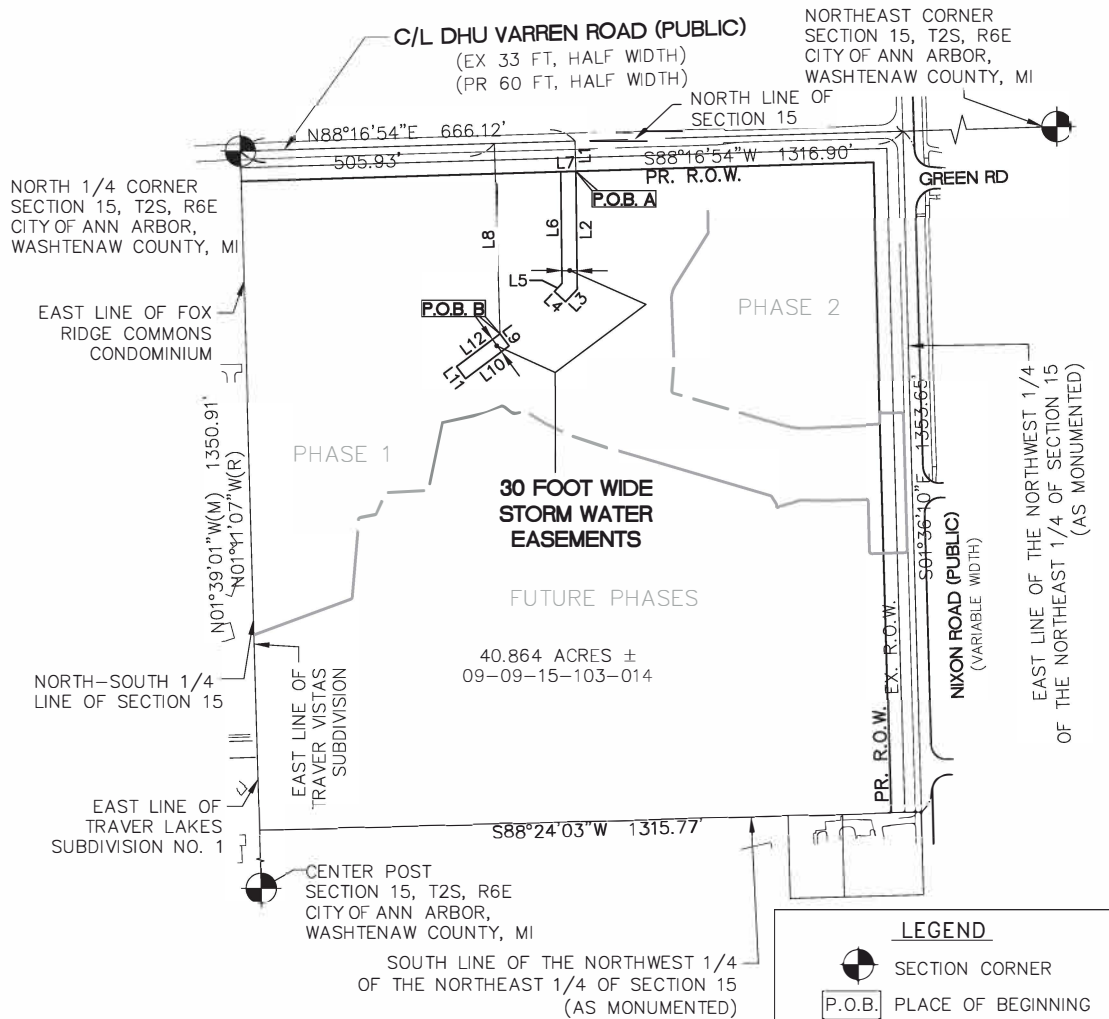 C/L DHU VARREN ROAD (PUBLIC)
(EX 33 FT, HALF WIDTH)
(PR 60 FT, HALF WIDTH)
NORTHEAST CORNER
SECTION 15, T2S, R6E
CITY OF ANN ARBOR,
WASHTENAW COUNTY, MI
NORTH LINE OF
SECTION 15
N88°16'54"E 666.12'
505.93'
L7
L1
S88°16'54"W 1316.90'
PR. R.O.W.
GREEN RD
P.O.B. A
NORTH 1/4 CORNER
SECTION 15, T2S, R6E
CITY OF ANN ARBOR,
WASHTENAW COUNTY, MI
L8
L6
L2
L5
L4
L3
EAST LINE OF FOX
RIDGE COMMONS
CONDOMINIUM
P.O.B. B
L12
L9
L10
L11
PHASE 2
PHASE 1
30 FOOT WIDE
STORM WATER
EASEMENTS
N01°39'01"W(M) 1350.91'
N01°41'07"W(R)
S01°36'10"E 1353.65'
EAST LINE OF THE NORTHWEST 1/4
OF THE NORTHEAST 1/4 OF SECTION 15
(AS MONUMENTED)
NIXON ROAD (PUBLIC)
(VARIABLE WIDTH)
FUTURE PHASES
40.864 ACRES ±
09-09-15-103-014
NORTH-SOUTH 1/4
LINE OF SECTION 15
EAST LINE OF
TRAVER VISTAS
SUBDIVISION
PR. R.O.W.
EX. R.O.W.
EAST LINE OF
TRAVER LAKES
SUBDIVISION NO. 1
S88°24'03"W 1315.77'
CENTER POST
SECTION 15, T2S, R6E
CITY OF ANN ARBOR,
WASHTENAW COUNTY, MI
SOUTH LINE OF THE NORTHWEST 1/4
OF THE NORTHEAST 1/4 OF SECTION 15
(AS MONUMENTED)
LEGEND
SECTION CORNER
P.O.B. PLACE OF BEGINNING